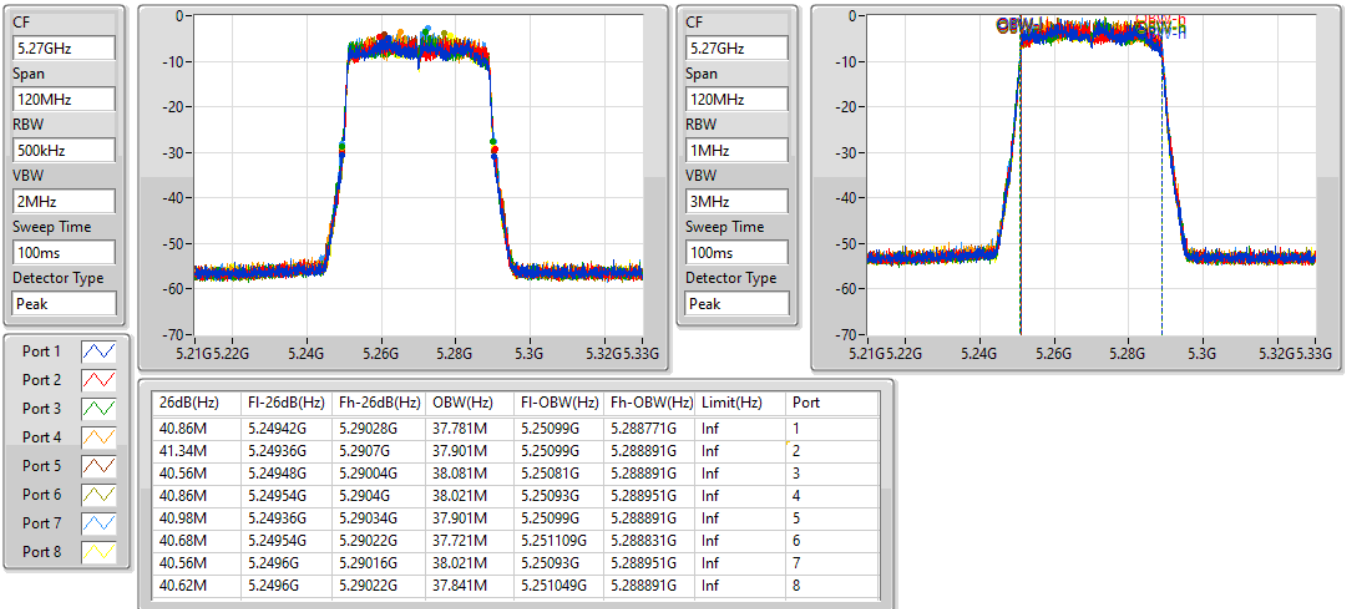 CF
5.27GHz
Span
120MHz
RBW
500kHz
VBW
2MHz
Sweep Time
100ms
Detector Type
Peak
0-
-10-
-20-
-30-
-40-
-50-
-60-
-70-
5.21G 5.22G 5.24G 5.26G 5.28G 5.3G 5.32G 5.33G
CF
5.27GHz
Span
120MHz
RBW
1MHz
VBW
3MHz
Sweep Time
100ms
Detector Type
Peak
0-
-10-
-20-
-30-
-40-
-50-
-60-
-70-
5.21G 5.22G 5.24G 5.26G 5.28G 5.3G 5.32G 5.33G
Port 1
Port 2
Port 3
Port 4
Port 5
Port 6
Port 7
Port 8
26dB(Hz) Fl-26dB(Hz) Fh-26dB(Hz) OBW(Hz) Fl-OBW(Hz) Fh-OBW(Hz) Limit(Hz) Port
40.86M 5.24942G 5.29028G 37.781M 5.25099G 5.288771G Inf 1
41.34M 5.24936G 5.2907G 37.901M 5.25099G 5.288891G Inf 2
40.56M 5.24948G 5.29004G 38.081M 5.25081G 5.288891G Inf 3
40.86M 5.24954G 5.2904G 38.021M 5.25093G 5.288951G Inf 4
40.98M 5.24936G 5.29034G 37.901M 5.25099G 5.288891G Inf 5
40.68M 5.24954G 5.29022G 37.721M 5.251109G 5.288831G Inf 6
40.56M 5.2496G 5.29016G 38.021M 5.25093G 5.288951G Inf 7
40.62M 5.2496G 5.29022G 37.841M 5.251049G 5.288891G Inf 8